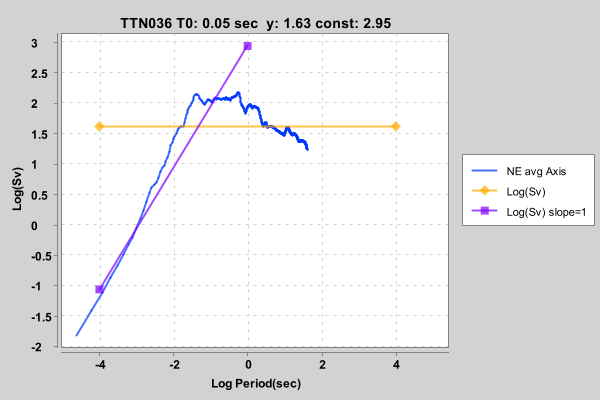 TTN036 T0: 0.05 sec  y: 1.63 const: 2.95
3
2.5
2
1.5
1
0.5
0
-0.5
-1
-1.5
-2
Log(Sv)
-4 -2 0 2 4
Log Period(sec)
NE avg Axis
Log(Sv)
Log(Sv) slope=1